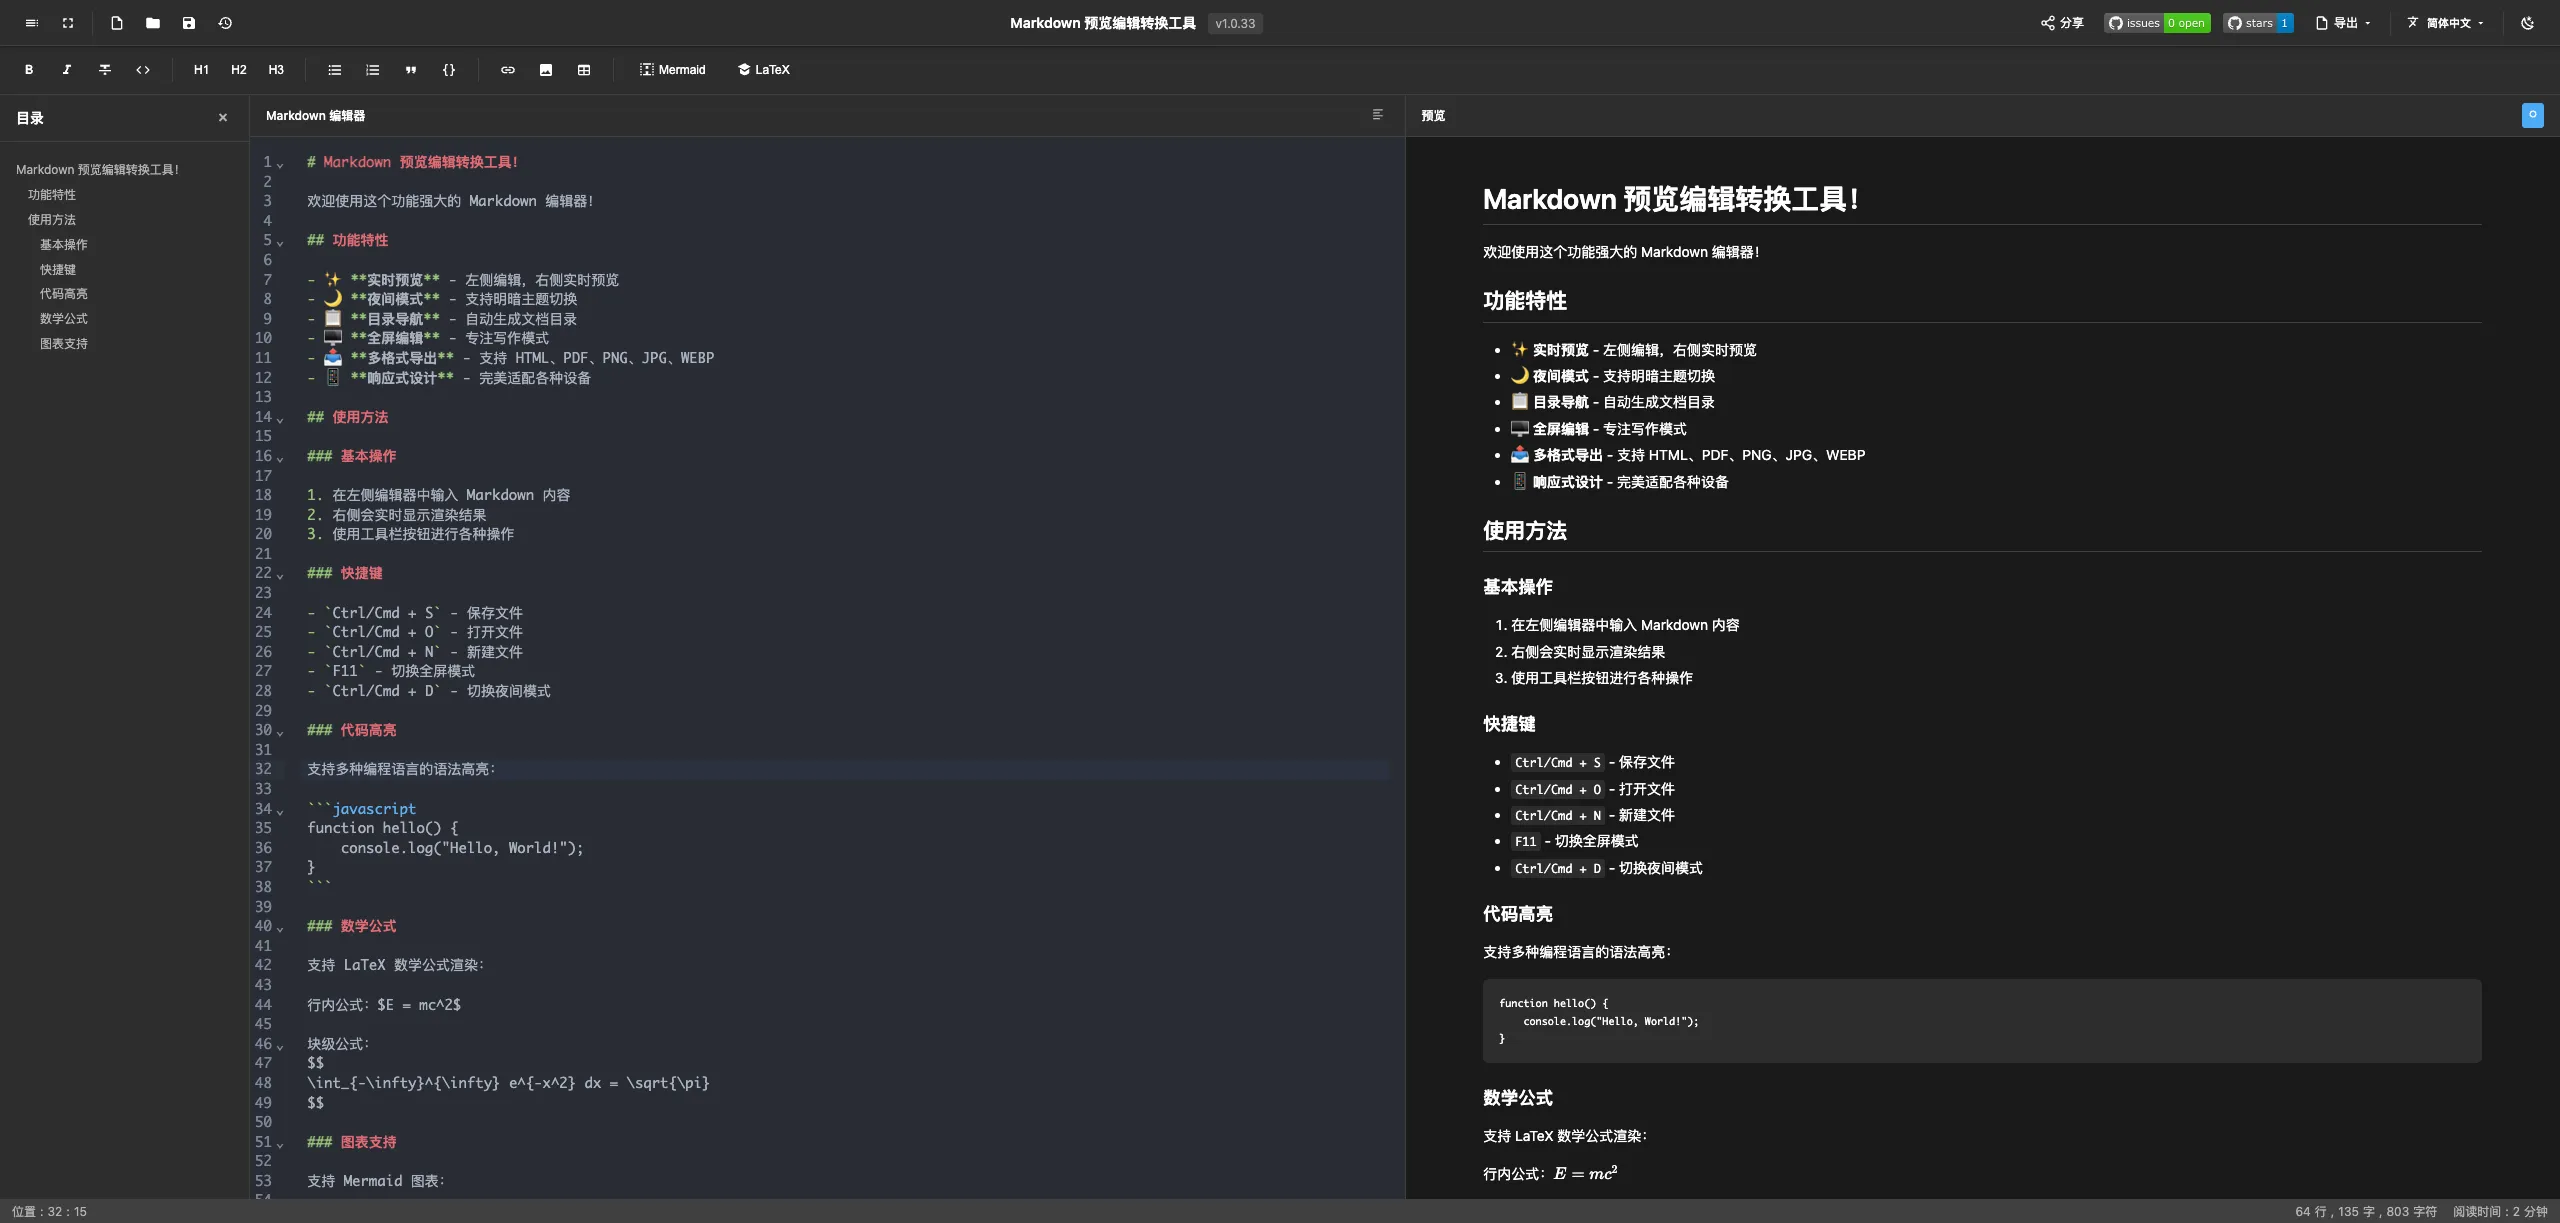 Markdown 预览编辑转换工具 v1.0.33
分享 issues 0 open stars 1 导出 简体中文
B I H1 H2 H3 {} Mermaid LaTeX
目录
Markdown 预览编辑转换工具！
功能特性
使用方法
基本操作
快捷键
代码高亮
数学公式
图表支持
Markdown 编辑器
1 # Markdown 预览编辑转换工具！
2
3 欢迎使用这个功能强大的 Markdown 编辑器！
4
5 ## 功能特性
6
7 - ✨ **实时预览** - 左侧编辑，右侧实时预览
8 - 🌙 **夜间模式** - 支持明暗主题切换
9 - 📋 **目录导航** - 自动生成文档目录
10 - 🖥️ **全屏编辑** - 专注写作模式
11 - 📤 **多格式导出** - 支持 HTML、PDF、PNG、JPG、WEBP
12 - 📱 **响应式设计** - 完美适配各种设备
13
14 ## 使用方法
15
16 ### 基本操作
17
18 1. 在左侧编辑器中输入 Markdown 内容
19 2. 右侧会实时显示渲染结果
20 3. 使用工具栏按钮进行各种操作
21
22 ### 快捷键
23
24 - `Ctrl/Cmd + S` - 保存文件
25 - `Ctrl/Cmd + O` - 打开文件
26 - `Ctrl/Cmd + N` - 新建文件
27 - `F11` - 切换全屏模式
28 - `Ctrl/Cmd + D` - 切换夜间模式
29
30 ### 代码高亮
31
32 支持多种编程语言的语法高亮：
33
34 ```javascript
35 function hello() {
36     console.log("Hello, World!");
37 }
38 ```
39
40 ### 数学公式
41
42 支持 LaTeX 数学公式渲染：
43
44 行内公式：$E = mc^2$
45
46 块级公式：
47 $$
48 \int_{-\infty}^{\infty} e^{-x^2} dx = \sqrt{\pi}
49 $$
50
51 ### 图表支持
52
53 支持 Mermaid 图表：
54
预览
Markdown 预览编辑转换工具！
欢迎使用这个功能强大的 Markdown 编辑器！
功能特性
✨ 实时预览 - 左侧编辑，右侧实时预览
🌙 夜间模式 - 支持明暗主题切换
📋 目录导航 - 自动生成文档目录
🖥️ 全屏编辑 - 专注写作模式
📤 多格式导出 - 支持 HTML、PDF、PNG、JPG、WEBP
📱 响应式设计 - 完美适配各种设备
使用方法
基本操作
1. 在左侧编辑器中输入 Markdown 内容
2. 右侧会实时显示渲染结果
3. 使用工具栏按钮进行各种操作
快捷键
Ctrl/Cmd + S - 保存文件
Ctrl/Cmd + O - 打开文件
Ctrl/Cmd + N - 新建文件
F11 - 切换全屏模式
Ctrl/Cmd + D - 切换夜间模式
代码高亮
支持多种编程语言的语法高亮：
function hello() {
    console.log("Hello, World!");
}
数学公式
支持 LaTeX 数学公式渲染：
行内公式：E = mc²
位置 : 32 : 15
64 行 , 135 字 , 803 字符 阅读时间 : 2 分钟